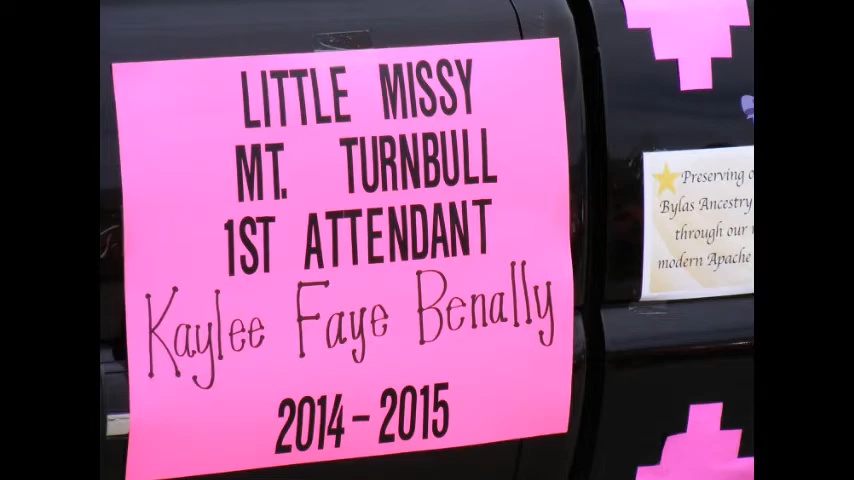 LITTLE MISSY
MT. TURNBULL
1ST ATTENDANT
Kaylee Faye Benally
2014-2015
Preserving
Bylas Ancestry
through our
modern Apache